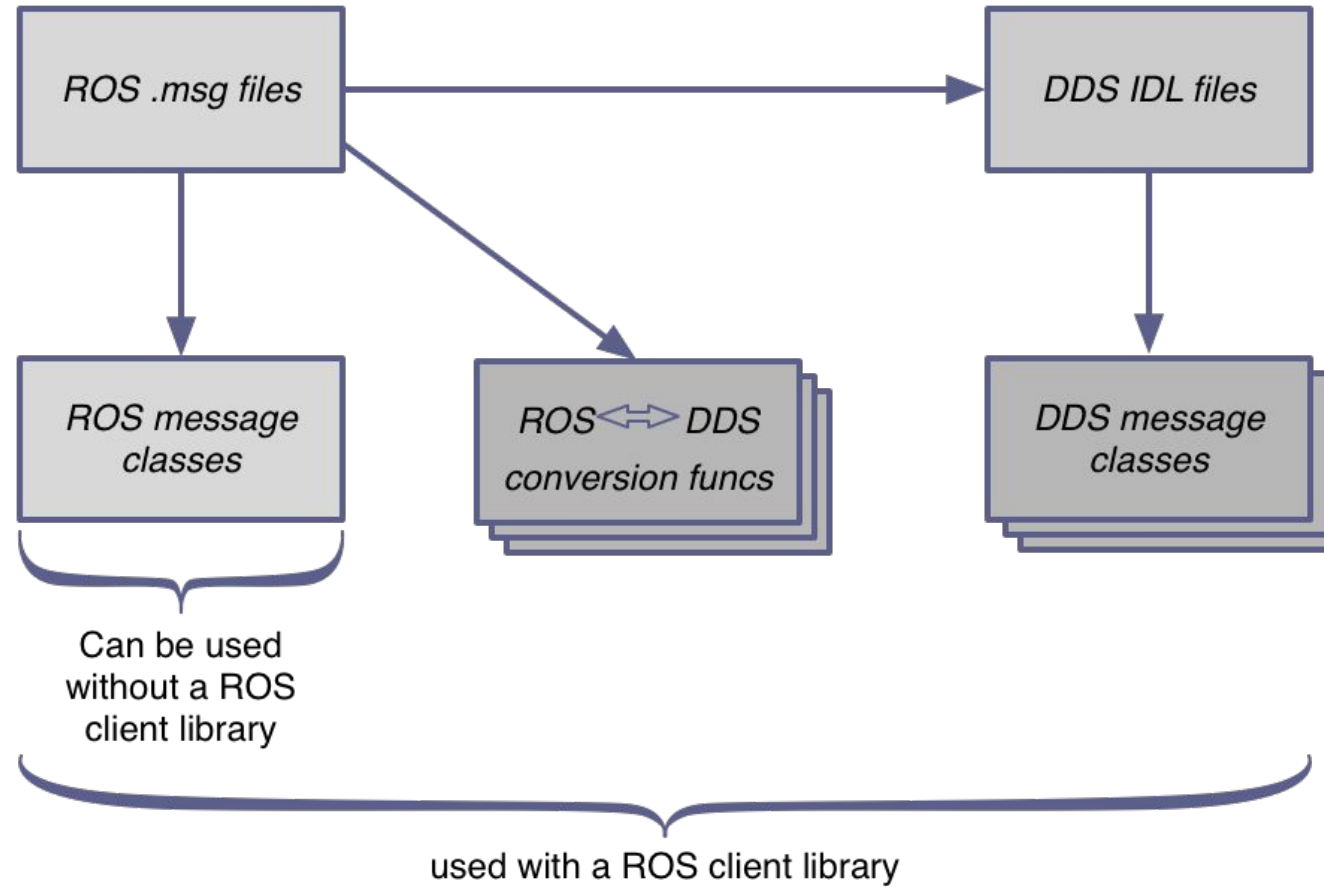 ROS .msg files
DDS IDL files
ROS message
classes
ROS DDS
conversion funcs
DDS message
classes
Can be used
without a ROS
client library
used with a ROS client library